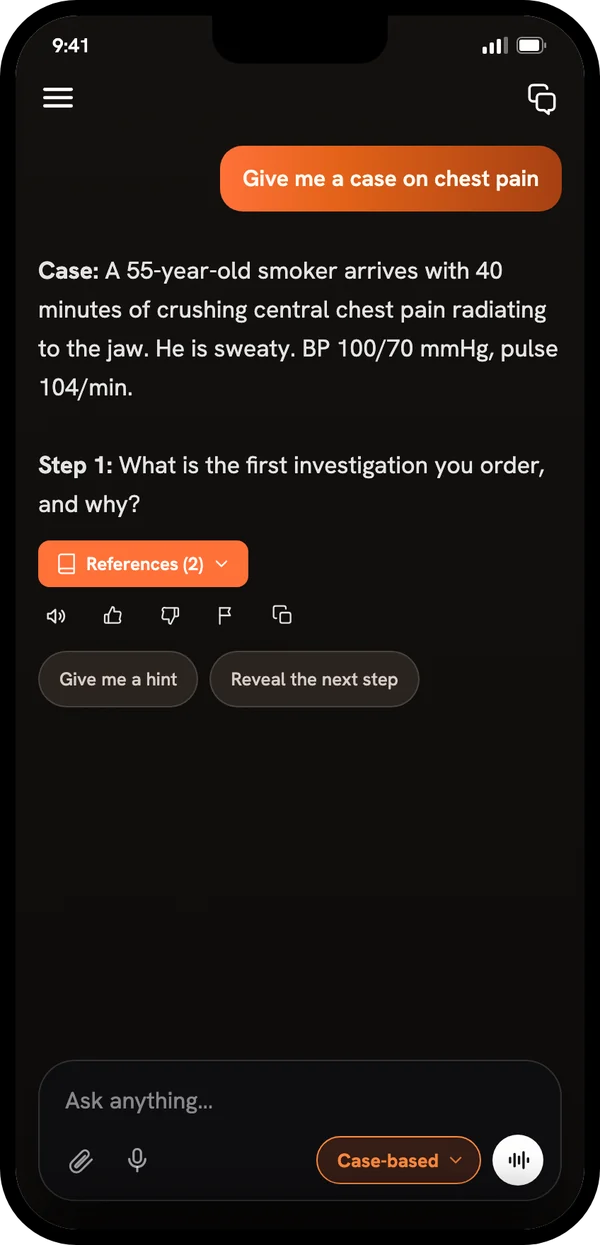 9:41
Give me a case on chest pain
Case: A 55-year-old smoker arrives with 40
minutes of crushing central chest pain radiating
to the jaw. He is sweaty. BP 100/70 mmHg, pulse
104/min.
Step 1: What is the first investigation you order,
and why?
References (2)
Give me a hint
Reveal the next step
Ask anything...
Case-based